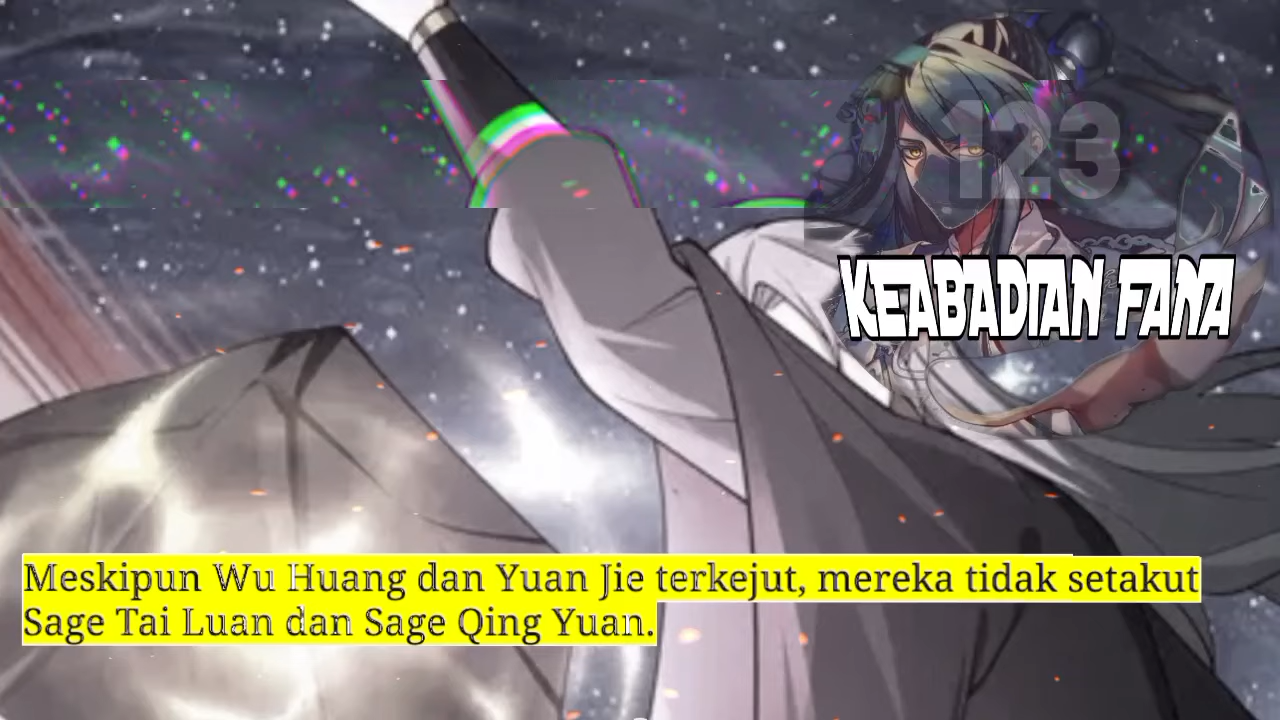 123
KEABADIAN FANA
Meskipun Wu Huang dan Yuan Jie terkejut, mereka tidak setakut
Sage Tai Luan dan Sage Qing Yuan.